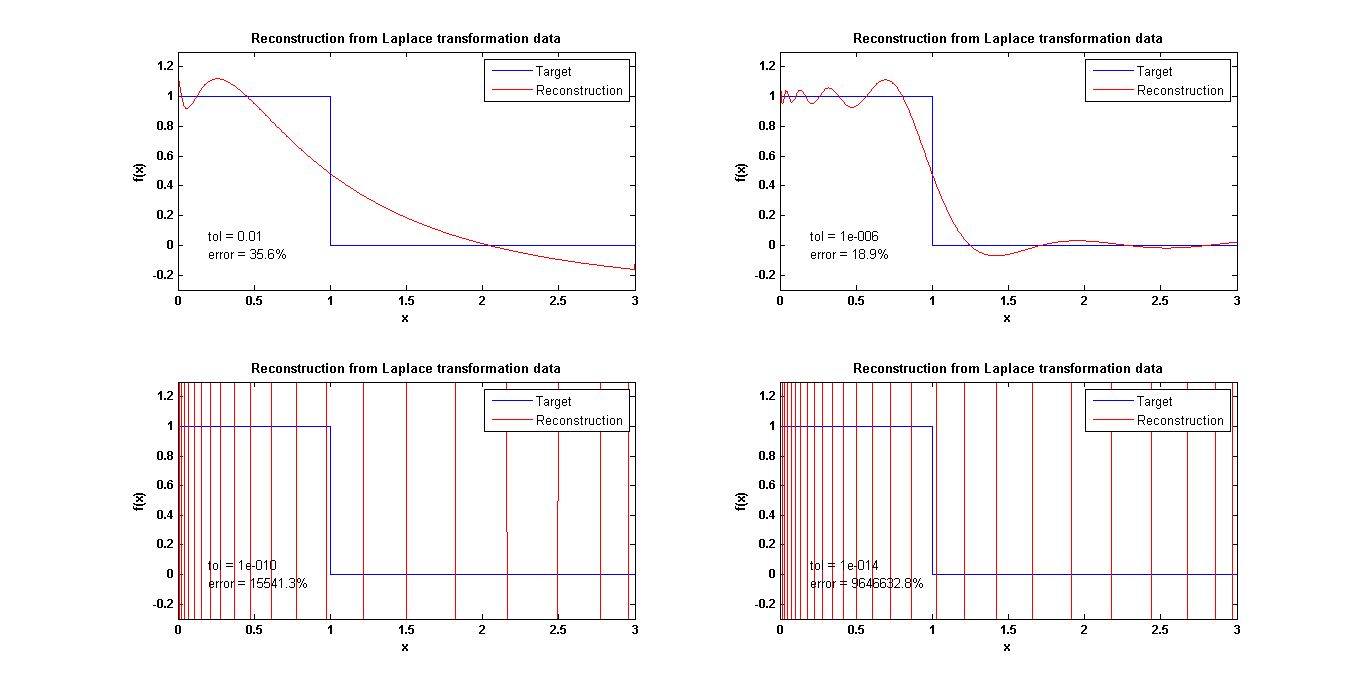 Reconstruction from Laplace transformation data
1.2
1
0.8
0.6
0.4
0.2
0
-0.2
f(x)
Target
Reconstruction
tol = 0.01
error = 35.6%
0 0.5 1 1.5 2 2.5 3
x
Reconstruction from Laplace transformation data
1.2
1
0.8
0.6
0.4
0.2
0
-0.2
f(x)
Target
Reconstruction
tol = 1e-006
error = 18.9%
0 0.5 1 1.5 2 2.5 3
x
Reconstruction from Laplace transformation data
1.2
1
0.8
0.6
0.4
0.2
0
-0.2
f(x)
Target
Reconstruction
tol = 1e-010
error = 15541.3%
0 0.5 1 1.5 2 2.5 3
x
Reconstruction from Laplace transformation data
1.2
1
0.8
0.6
0.4
0.2
0
-0.2
f(x)
Target
Reconstruction
tol = 1e-014
error = 9646632.8%
0 0.5 1 1.5 2 2.5 3
x